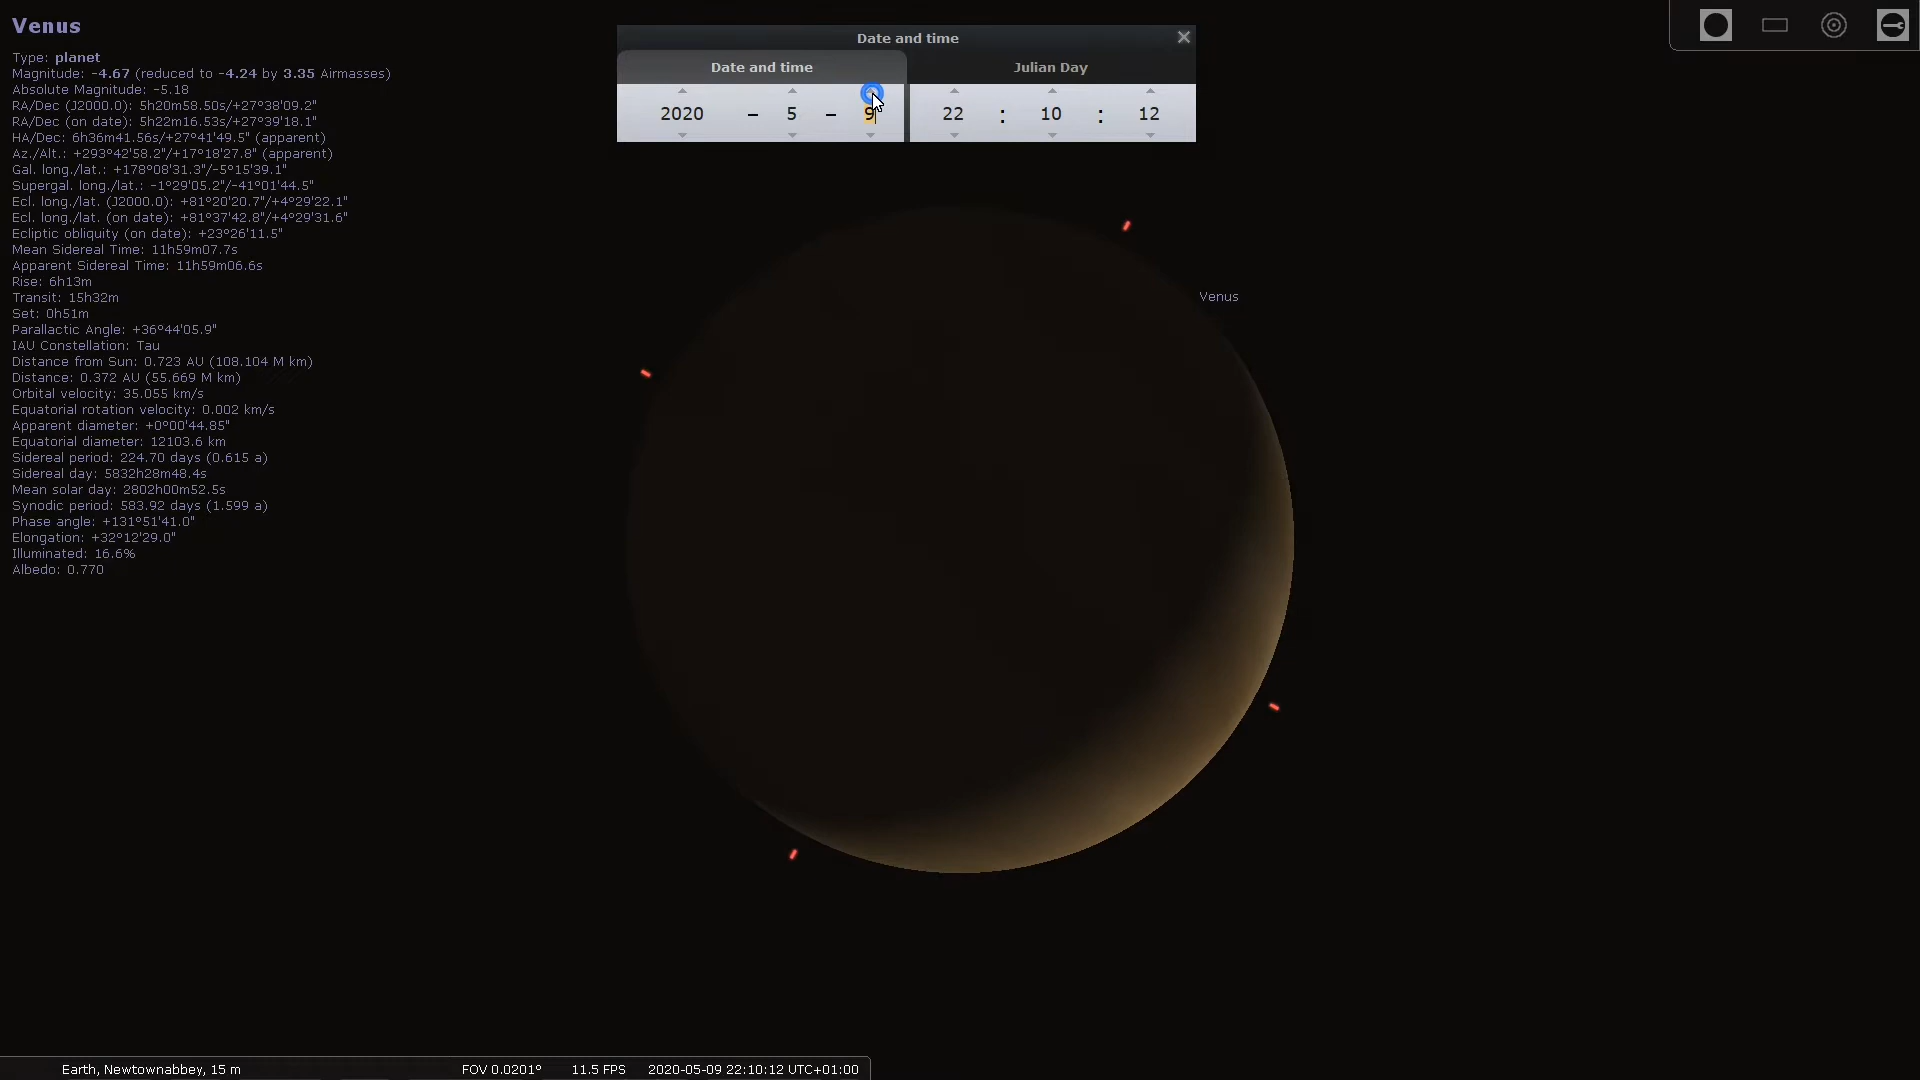 Venus
Type: planet
Magnitude: -4.67 (reduced to -4.24 by 3.35 Airmasses)
Absolute Magnitude: -5.18
RA/Dec (J2000.0): 5h20m58.50s/+27°38'09.2"
RA/Dec (on date): 5h22m16.53s/+27°39'18.1"
HA/Dec: 6h36m41.56s/+27°41'49.5" (apparent)
Az./Alt.: +293°42'58.2"/+17°18'27.8" (apparent)
Gal. long./lat.: +178°08'31.3"/-5°15'39.1"
Supergal. long./lat.: -1°29'05.2"/-41°01'44.5"
Ecl. long./lat. (J2000.0): +81°20'20.7"/+4°29'22.1"
Ecl. long./lat. (on date): +81°37'42.8"/+4°29'31.6"
Ecliptic obliquity (on date): +23°26'11.5"
Mean Sidereal Time: 11h59m07.7s
Apparent Sidereal Time: 11h59m06.6s
Rise: 6h13m
Transit: 15h32m
Set: 0h51m
Parallactic Angle: +36°44'05.9"
IAU Constellation: Tau
Distance from Sun: 0.723 AU (108.104 M km)
Distance: 0.372 AU (55.669 M km)
Orbital velocity: 35.055 km/s
Equatorial rotation velocity: 0.002 km/s
Apparent diameter: +0°00'44.85"
Equatorial diameter: 12103.6 km
Sidereal period: 224.70 days (0.615 a)
Sidereal day: 5832h28m48.4s
Mean solar day: 2802h00m52.5s
Synodic period: 583.92 days (1.599 a)
Phase angle: +131°51'41.0"
Elongation: +32°12'29.0"
Illuminated: 16.6%
Albedo: 0.770
Date and time
Date and time Julian Day
2020 - 5 - 9 22 : 10 : 12
Venus
Earth, Newtownabbey, 15 m FOV 0.0201° 11.5 FPS 2020-05-09 22:10:12 UTC+01:00